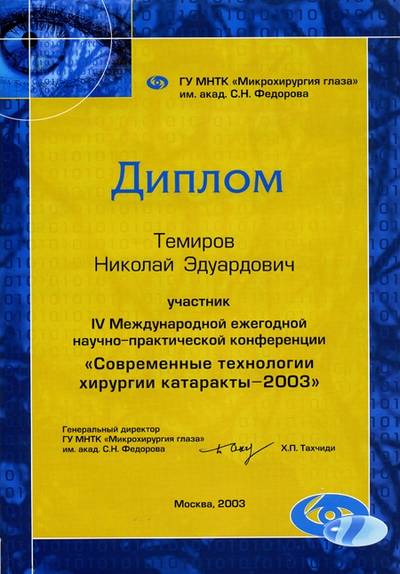 ГУ МНТК «Микрохирургия глаза»
им. акад. С.Н. Федорова
Диплом
Темиров
Николай Эдуардович
участник
IV Международной ежегодной
научно-практической конференции
«Современные технологии
хирургии катаракты–2003»
Генеральный директор
ГУ МНТК «Микрохирургия глаза»
им. акад. С.Н. Федорова
Х.П. Тахчиди
Москва, 2003